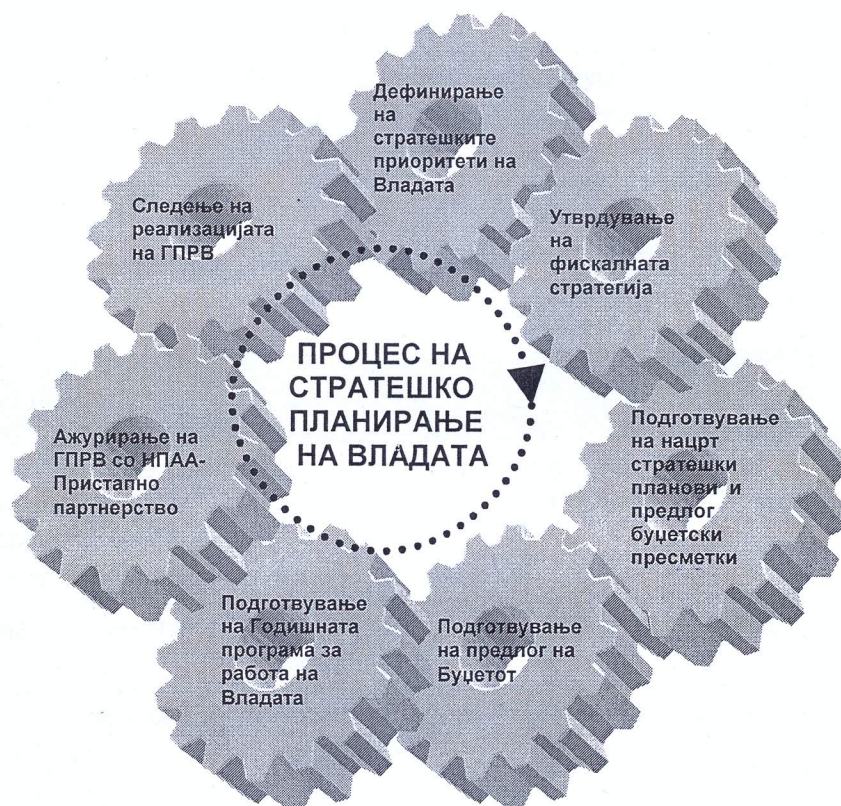 Дефинирање
на
стратешките
приоритети на
Владата
Утврдување
на
фискалната
стратегија
Подготвување
на нацрт
стратешки
планови и
предлог
буџетски
пресметки
Подготвување
на предлог на
Буџетот
Подготвување
на Годишната
програма за
работа на
Владата
Ажурирање на
ГПРВ со НПАА-
Пристапно
партнерство
Следење на
реализацијата
на ГПРВ
ПРОЦЕС НА
СТРАТЕШКО
ПЛАНИРАЊЕ
НА ВЛАДАТА